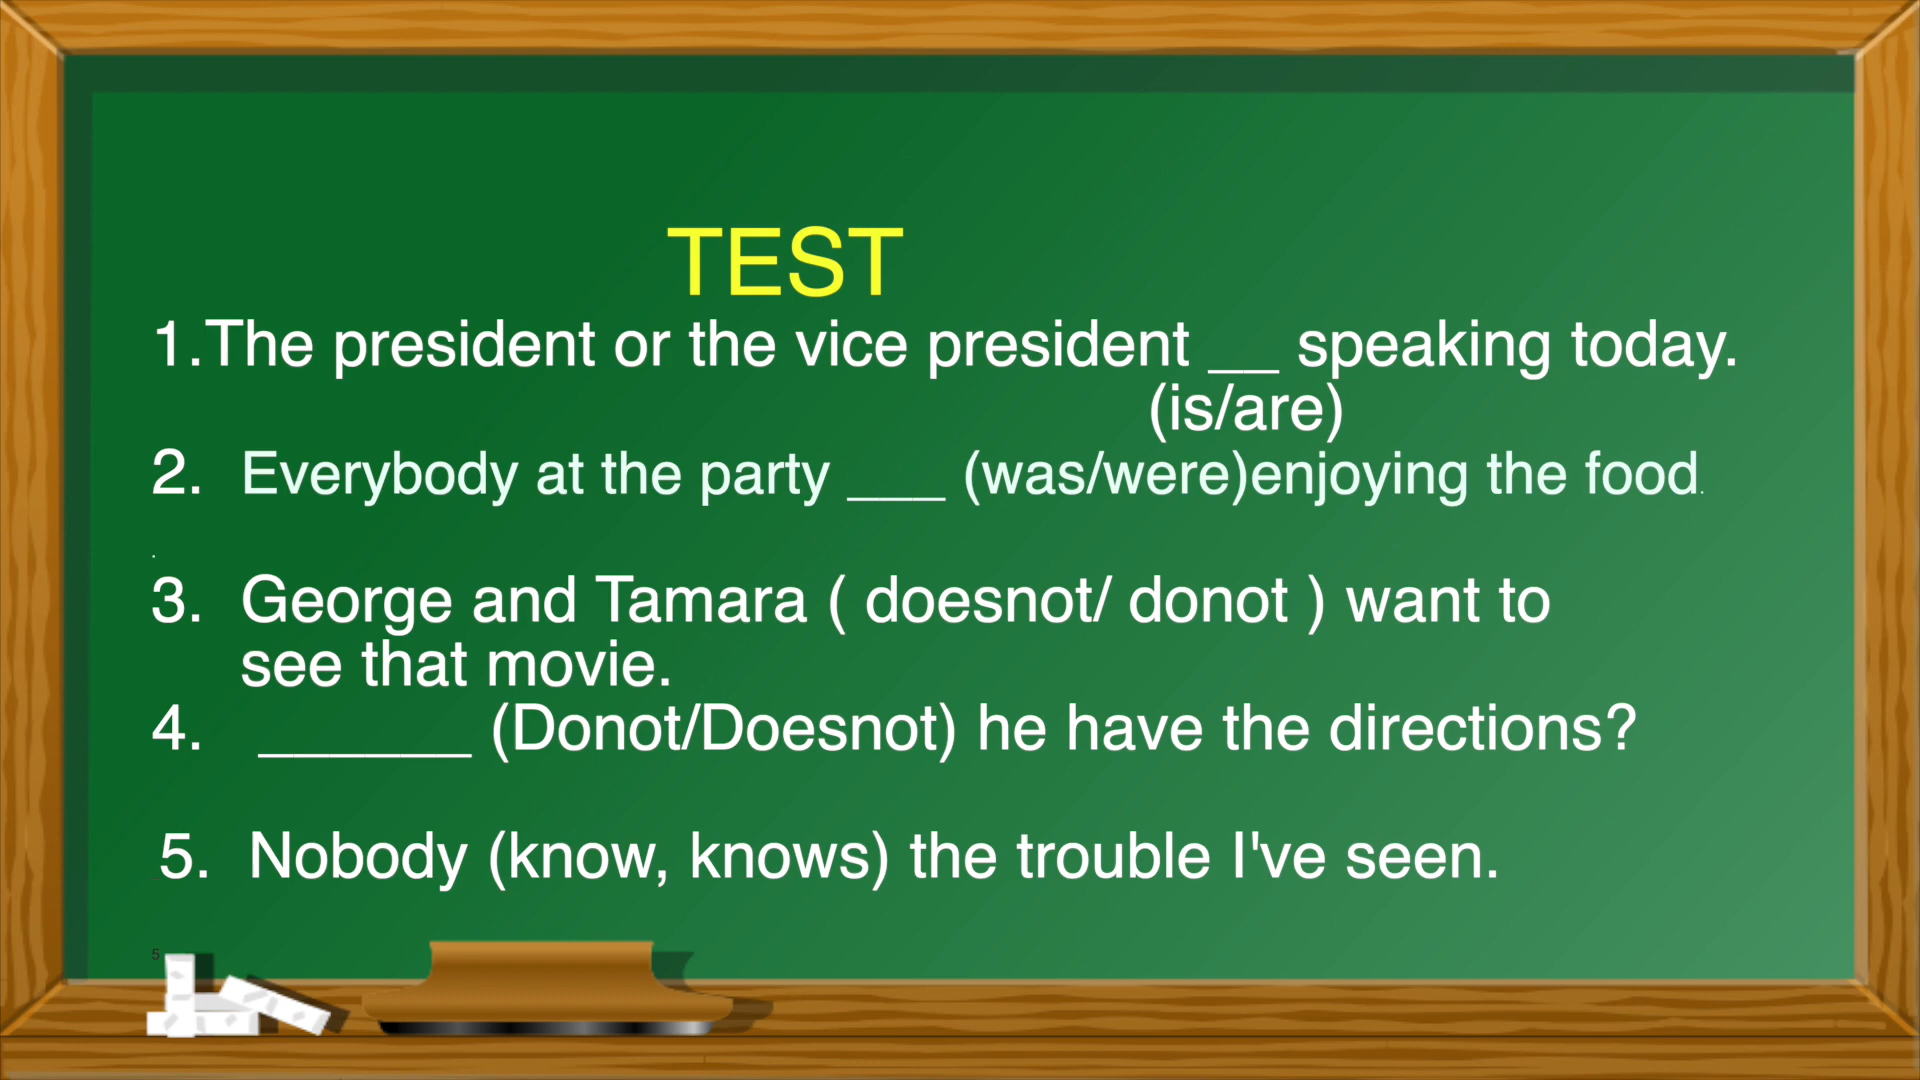 TEST
1.The president or the vice president __ speaking today.
(is/are)
2. Everybody at the party ___ (was/were)enjoying the food.
.
3. George and Tamara ( doesnot/ donot ) want to
see that movie.
4. ______ (Donot/Doesnot) he have the directions?
5. Nobody (know, knows) the trouble I've seen.
5